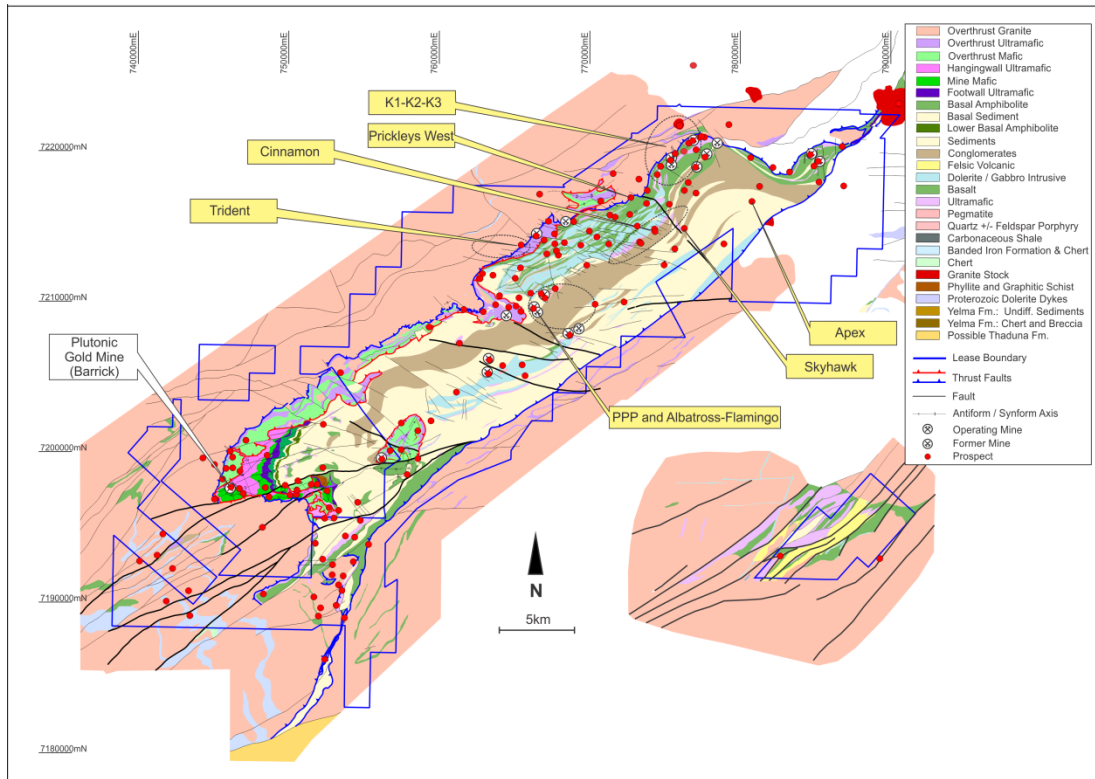 740000mE
750000mE
760000mE
770000mE
780000mE
790000mE
7220000mN
7210000mN
7200000mN
7190000mN
7180000mN
K1-K2-K3
Prickleys West
Cinnamon
Trident
Plutonic
Gold Mine
(Barrick)
Apex
Skyhawk
PPP and Albatross-Flamingo
N
5km
Overthrust Granite
Overthrust Ultramafic
Overthrust Mafic
Hangingwall Ultramafic
Mine Mafic
Footwall Ultramafic
Basal Amphibolite
Basal Sediment
Lower Basal Amphibolite
Sediments
Conglomerates
Felsic Volcanic
Dolerite / Gabbro Intrusive
Basalt
Ultramafic
Pegmatite
Quartz +/- Feldspar Porphyry
Carbonaceous Shale
Banded Iron Formation & Chert
Chert
Granite Stock
Phyllite and Graphitic Schist
Proterozoic Dolerite Dykes
Yelma Fm.: Undiff. Sediments
Yelma Fm.: Chert and Breccia
Possible Thaduna Fm.
Lease Boundary
Thrust Faults
Fault
Antiform / Synform Axis
Operating Mine
Former Mine
Prospect